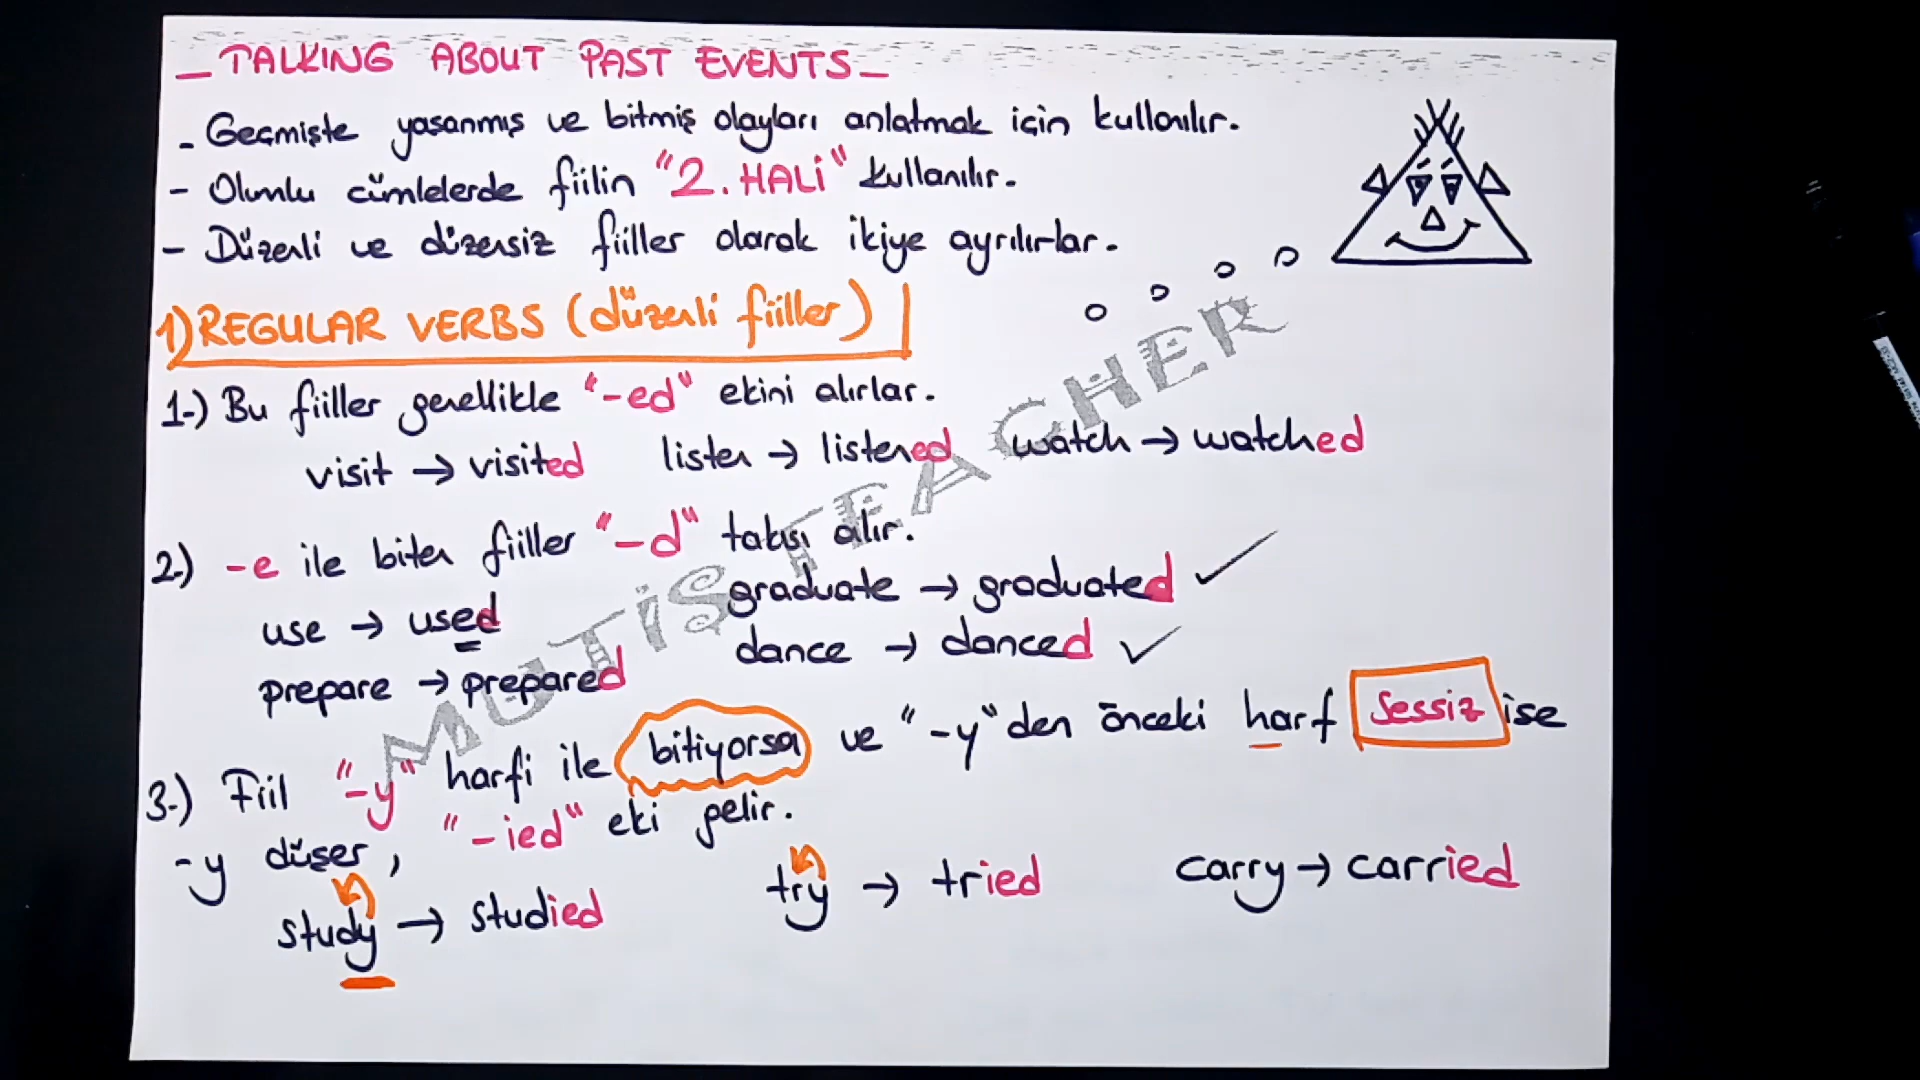 _ TALKING ABOUT PAST EVENTS _
- Geçmişte yaşanmış ve bitmiş olayları anlatmak için kullanılır.
- Olumlu cümlelerde fiilin "2. HALİ" kullanılır.
- Düzenli ve düzensiz fiiller olarak ikiye ayrılırlar.
1) REGULAR VERBS (düzenli fiiller)
1-) Bu fiiller genellikle "-ed" ekini alırlar.
visit → visited listen → listened watch → watched
2-) -e ile biten fiiller "-d" takısı alır.
use → used graduate → graduated ✓
prepare → prepared dance → danced ✓
3-) Fiil "-y" harfi ile bitiyorsa ve "-y" den önceki harf sessiz ise
-y düşer, "-ied" eki gelir.
study → studied try → tried carry → carried
MUTİŞ TEACHER